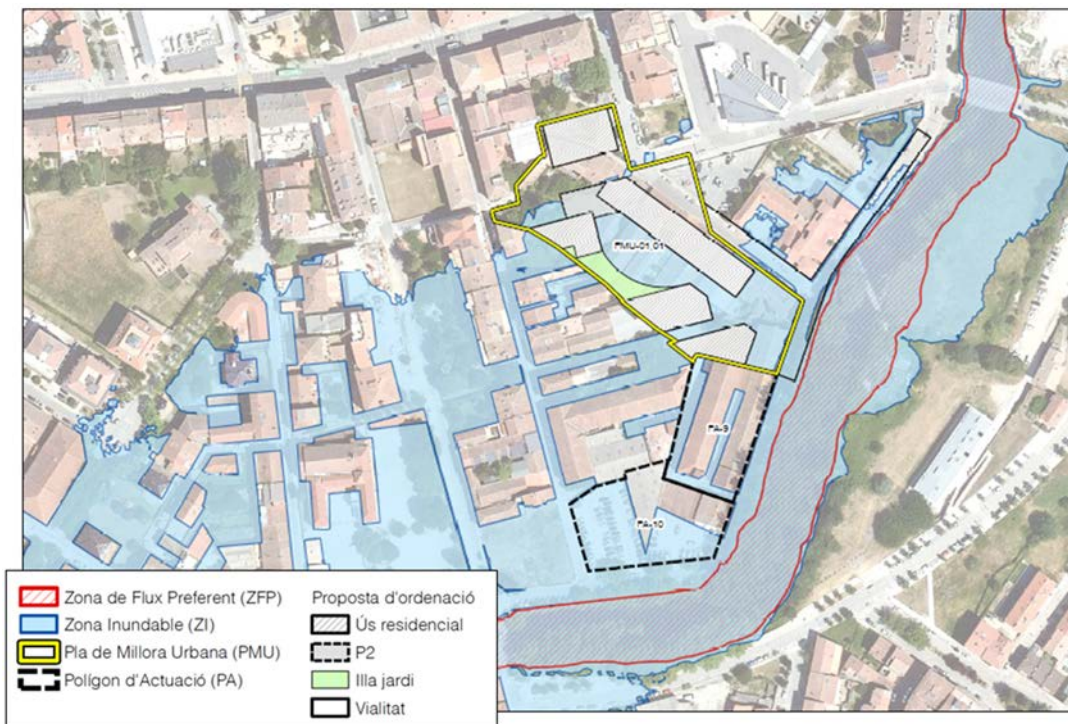 PMU-01.01
PA-9
PA-10
Zona de Flux Preferent (ZFP)
Zona Inundable (ZI)
Pla de Millora Urbana (PMU)
Polígon d'Actuació (PA)
Proposta d'ordenació
Ús residencial
P2
Illa jardi
Vialitat